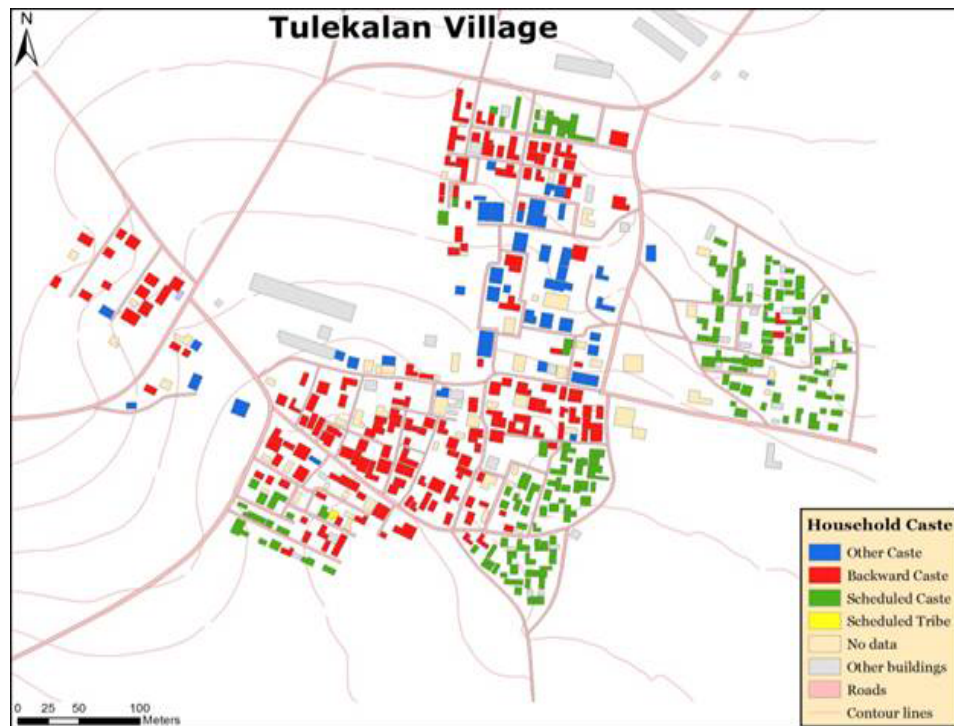 Tulekalan Village
N
Household Caste
Other Caste
Backward Caste
Scheduled Caste
Scheduled Tribe
No data
Other buildings
Roads
Contour lines
0 25 50 100
Meters